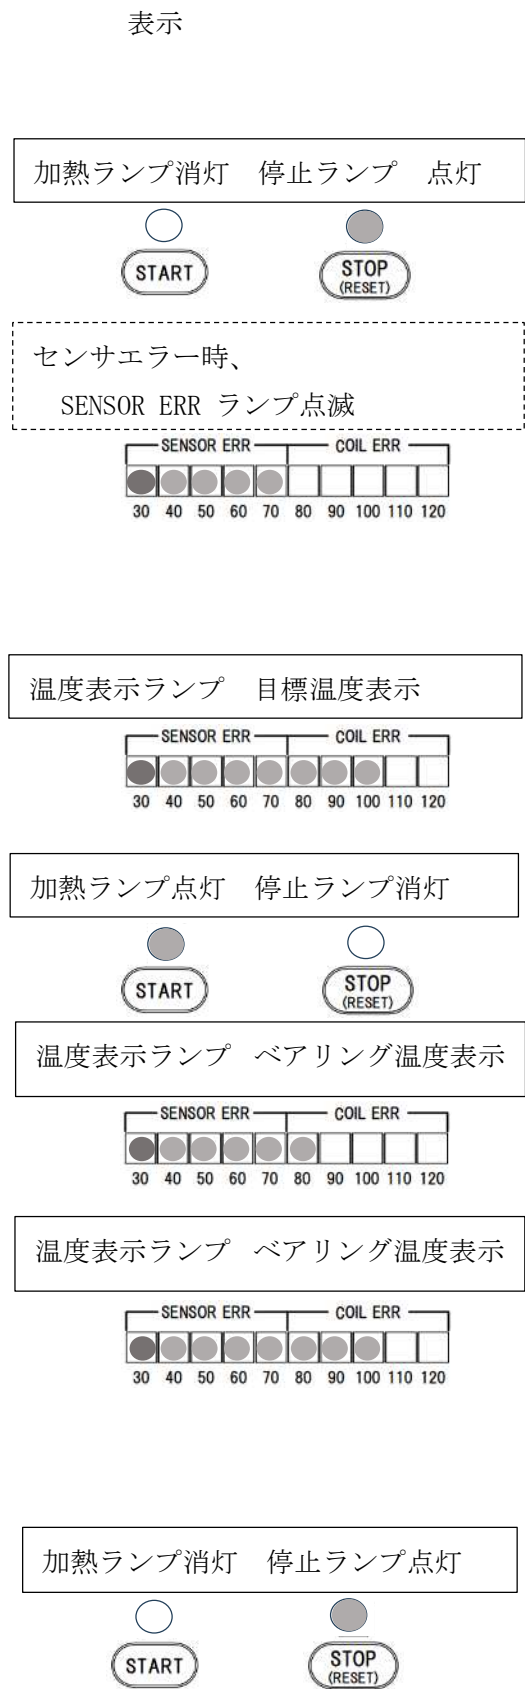 表示
加熱ランプ消灯　停止ランプ　点灯
START STOP
(RESET)
センサエラー時、
SENSOR ERR ランプ点滅
SENSOR ERR COIL ERR
30 40 50 60 70 80 90 100 110 120
温度表示ランプ　目標温度表示
SENSOR ERR COIL ERR
30 40 50 60 70 80 90 100 110 120
加熱ランプ点灯　停止ランプ消灯
START STOP
(RESET)
温度表示ランプ　ベアリング温度表示
SENSOR ERR COIL ERR
30 40 50 60 70 80 90 100 110 120
温度表示ランプ　ベアリング温度表示
SENSOR ERR COIL ERR
30 40 50 60 70 80 90 100 110 120
加熱ランプ消灯　停止ランプ点灯
START STOP
(RESET)